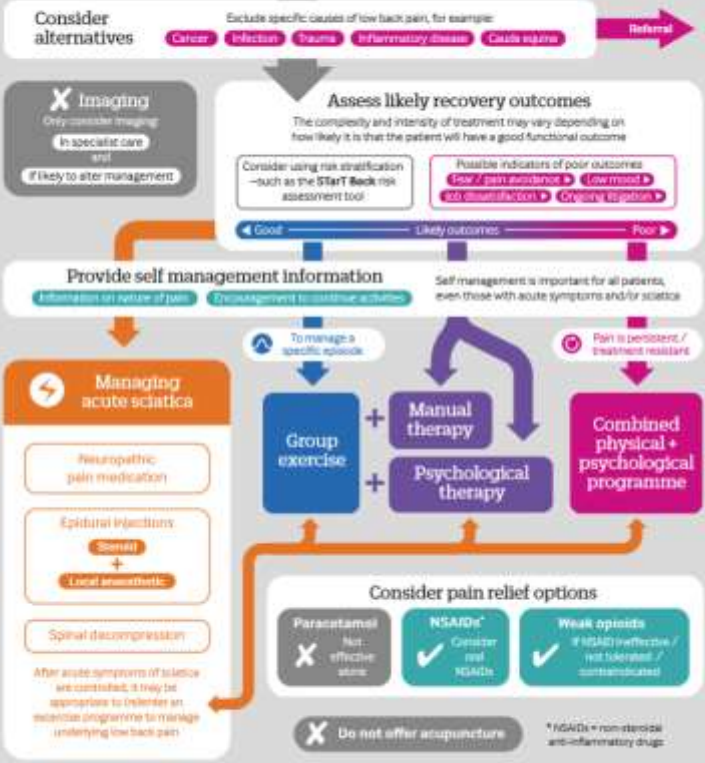 Consider
alternatives
Exclude specific causes of low back pain, for example:
Cancer
Infection
Trauma
Inflammatory disease
Cauda equina
Referral
Imaging
Only consider imaging:
In specialist care
and
If likely to alter management
Assess likely recovery outcomes
The complexity and intensity of treatment may vary depending on
how likely it is that the patient will have a good functional outcome
Consider using risk stratification
–such as the STarT Back risk
assessment tool
Possible indicators of poor outcomes
Fear / pain avoidance
Low mood
Job dissatisfaction
Ongoing litigation
Good
Likely outcomes
Poor
Provide self management information
Information on nature of pain
Encouragement to continue activities
Self management is important for all patients,
even those with acute symptoms and/or sciatica
To manage a
specific episode
Pain is persistent /
treatment resistant
Managing
acute sciatica
Neuropathic
pain medication
Epidural injections
Steroid
+
Local anaesthetic
Spinal decompression
After acute symptoms of sciatica
are controlled, it may be
appropriate to
an
excercise programme to manage
underlying low back pain
Group
exercise
+
Manual
therapy
+
Psychological
therapy
Combined
physical +
psychological
programme
Consider pain relief options
Paracetamol
Not
effective
alone
NSAIDs*
Consider
oral
NSAIDs
Weak opioids
If NSAID ineffective /
not tolerated /
contraindicated
Do not offer acupuncture
* NSAIDs = non-steroidal
anti-inflammatory drugs